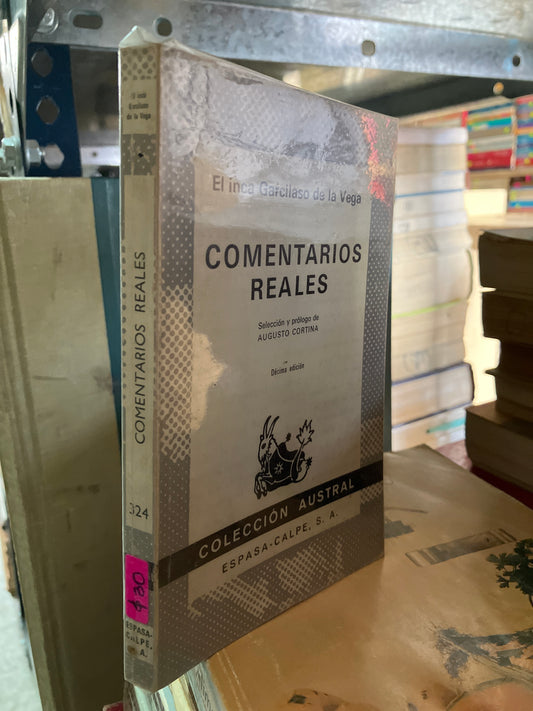 El inca
Garcilaso
de la Vega
COMENTARIOS REALES
324
$30
ESPASA-
CALPE,
S. A.
El inca Garcilaso de la Vega
COMENTARIOS
REALES
Selección y prólogo de
AUGUSTO CORTINA
Décima edición
COLECCIÓN AUSTRAL
ESPASA-CALPE, S. A.